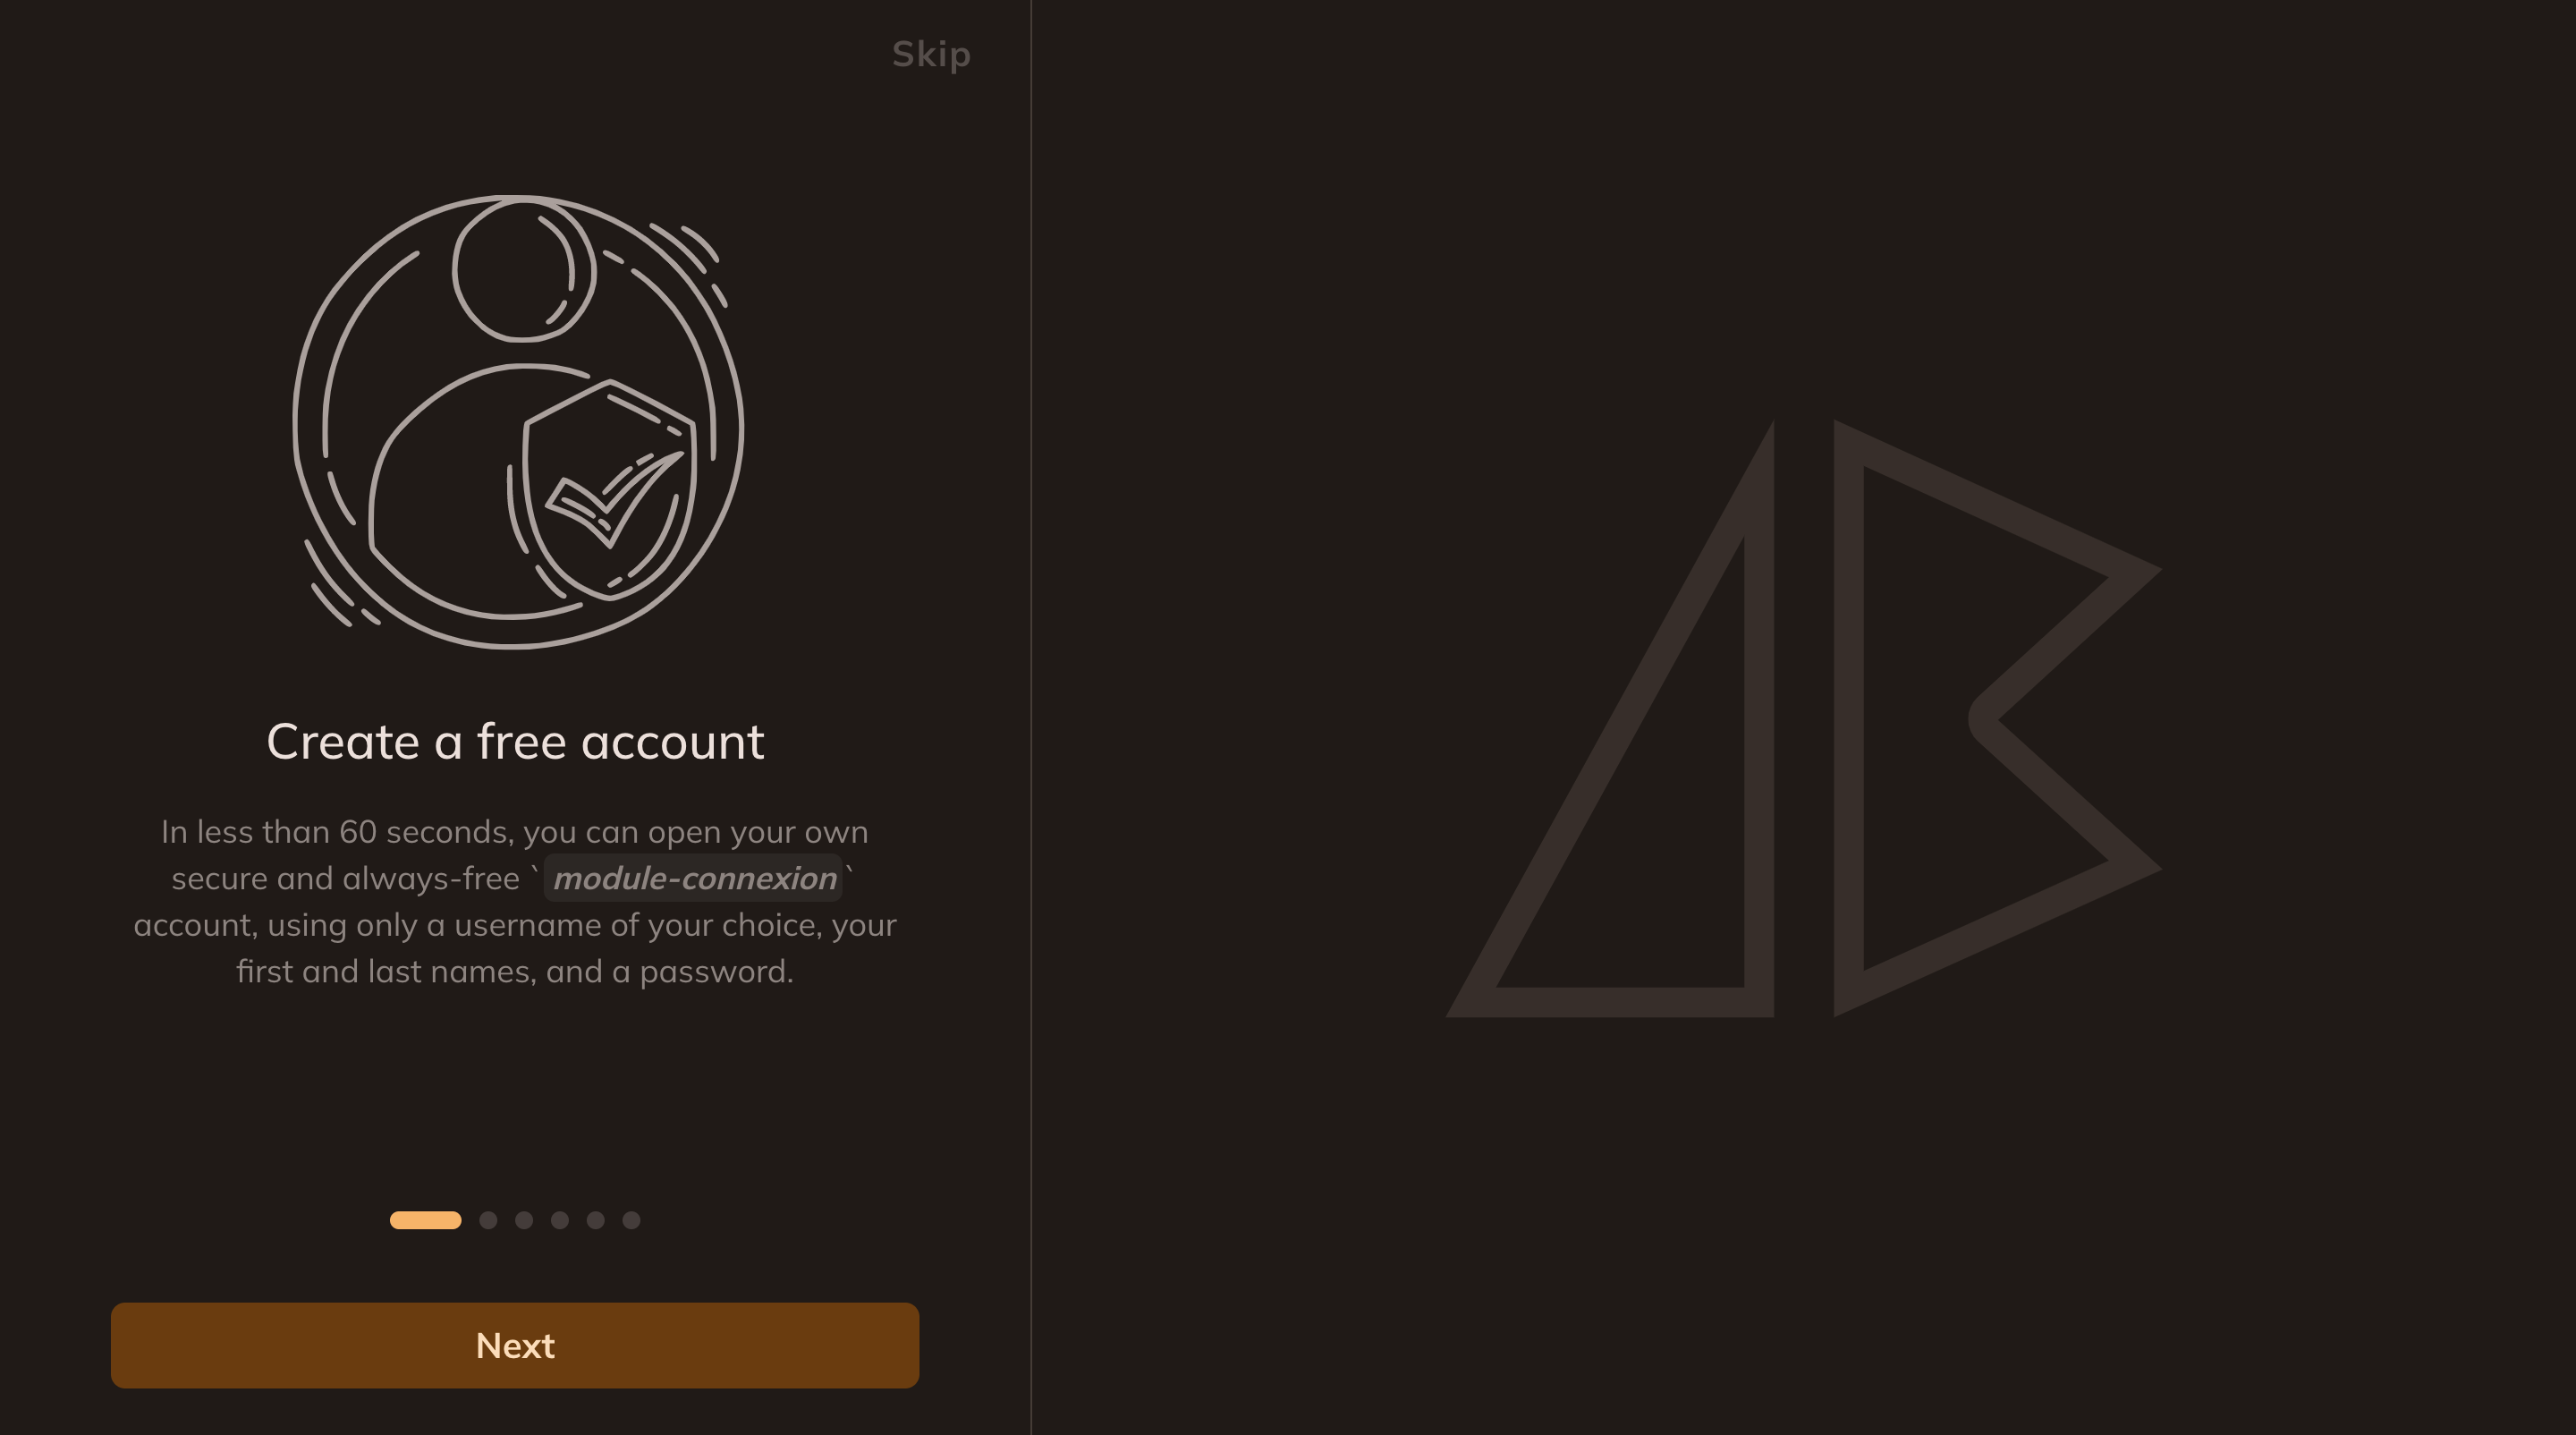 Skip
Create a free account
In less than 60 seconds, you can open your own
secure and always-free `module-connexion`
account, using only a username of your choice, your
first and last names, and a password.
Next